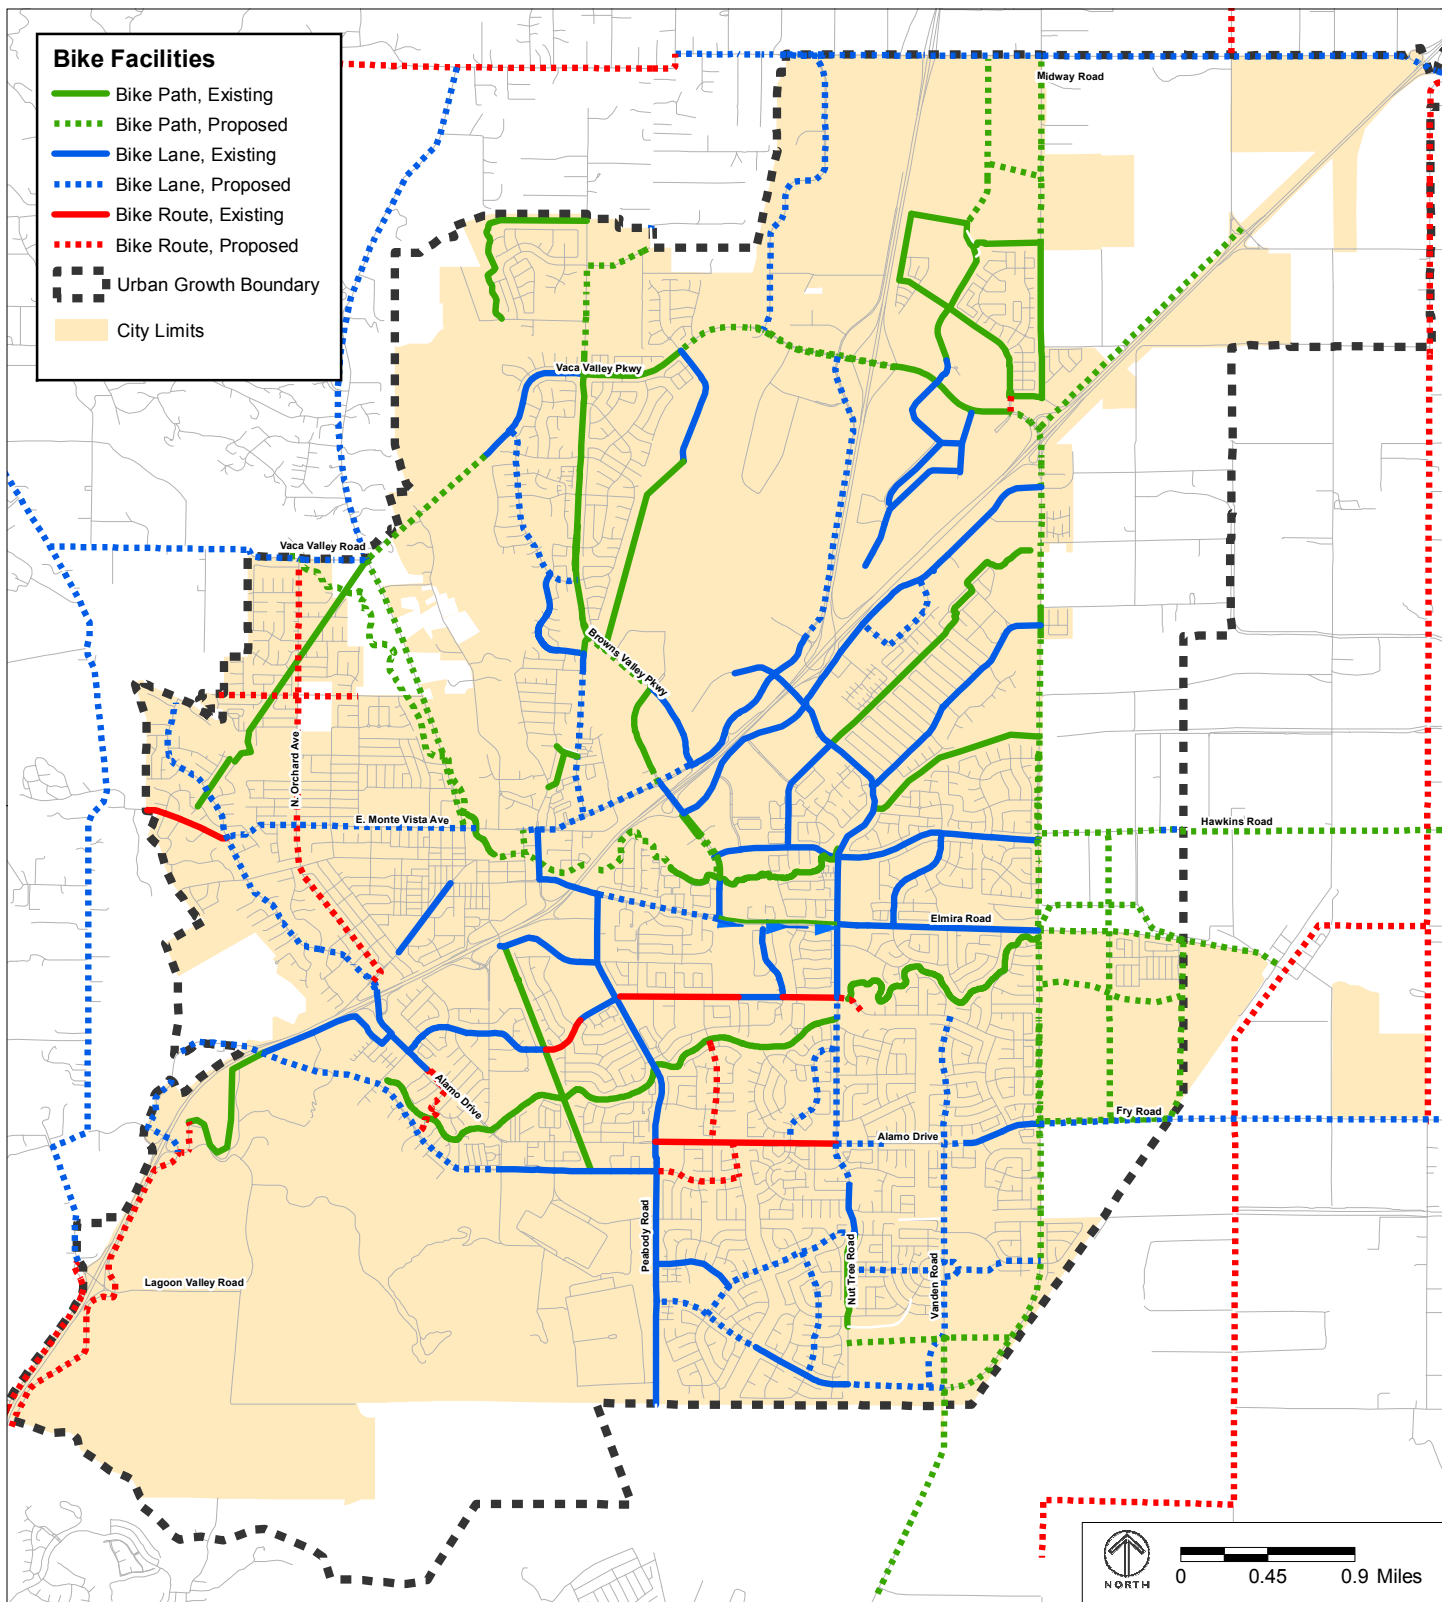 Bike Facilities
Bike Path, Existing
Bike Path, Proposed
Bike Lane, Existing
Bike Lane, Proposed
Bike Route, Existing
Bike Route, Proposed
Urban Growth Boundary
City Limits
Midway Road
Vaca Valley Pkwy
Vaca Valley Road
Browns Valley Pkwy
N. Orchard Ave
E. Monte Vista Ave
Hawkins Road
Elmira Road
Alamo Drive
Fry Road
Alamo Drive
Peabody Road
Nut Tree Road
Vanden Road
Lagoon Valley Road
NORTH
0 0.45 0.9 Miles